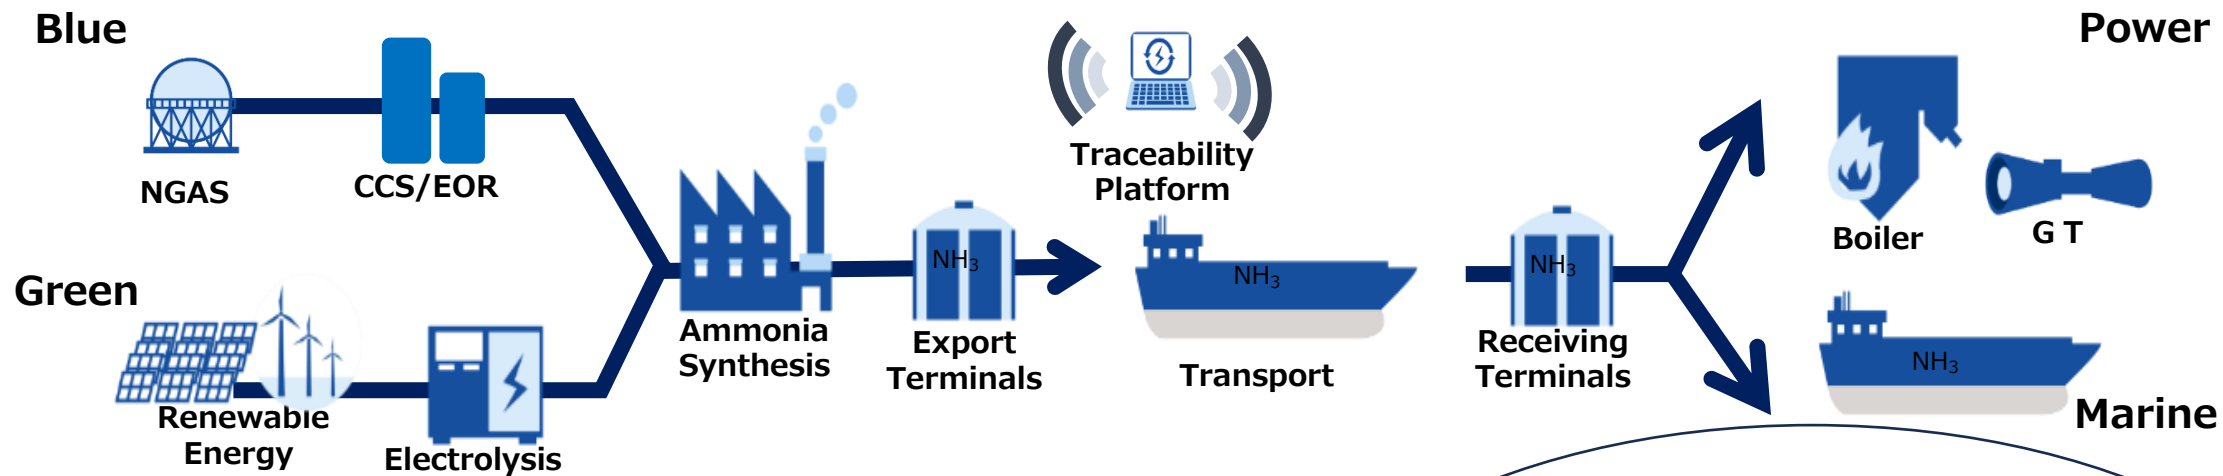 Blue
NGAS
CCS/EOR
Green
Renewable
Energy
Electrolysis
Ammonia
Synthesis
NH₃
Export
Terminals
Traceability
Platform
NH₃
Transport
NH₃
Receiving
Terminals
Power
Boiler
G T
NH₃
Marine